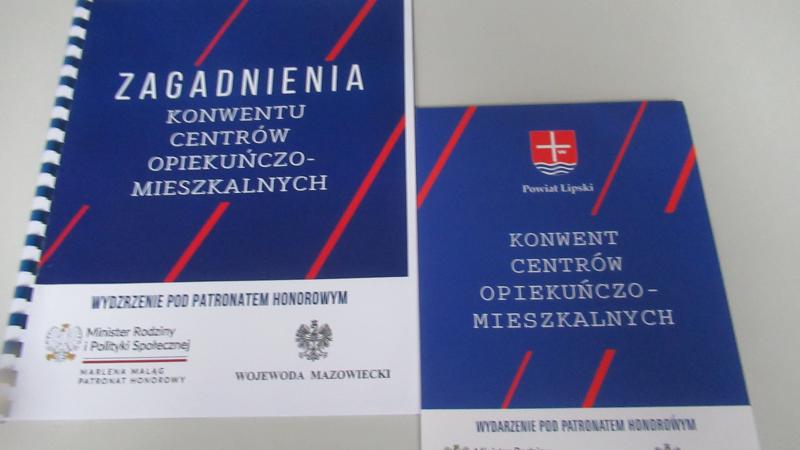 ZAGADNIENIA
KONWENTU
CENTRÓW
OPIEKUŃCZO-
MIESZKALNYCH
WYDZRZENIE POD PATRONATEM HONOROWYM
Minister Rodziny
i Polityki Społecznej
MARLENA MALĄG
PATRONAT HONOROWY
WOJEWODA MAZOWIECKI
Powiat Lipski
KONWENT
CENTRÓW
OPIEKUŃCZO-
MIESZKALNYCH
WYDARZENIE POD PATRONATEM HONOROWYM